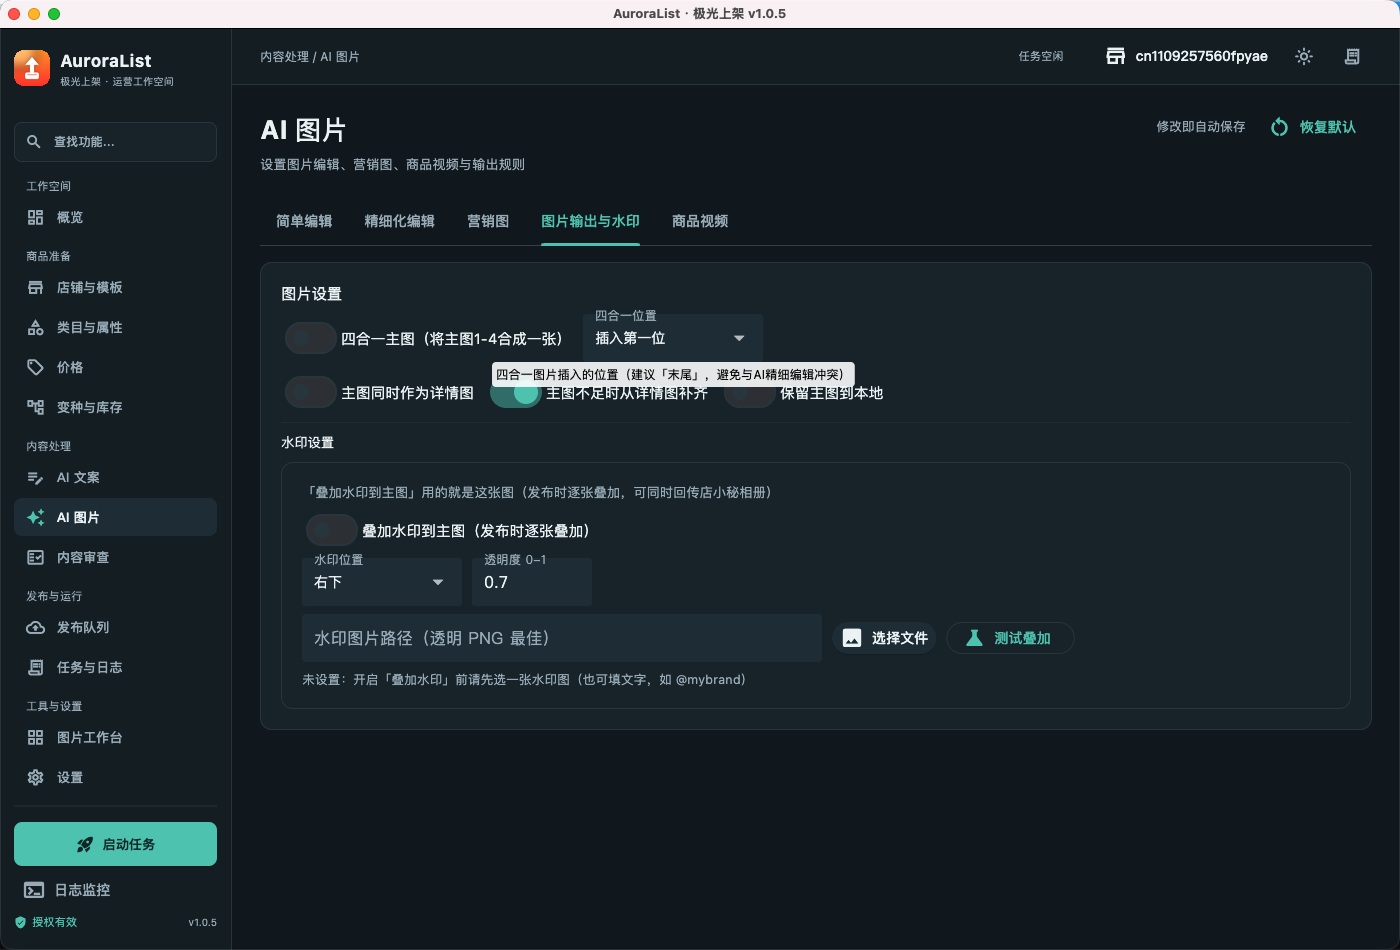 AuroraList · 极光上架 v1.0.5
AuroraList
极光上架 · 运营工作空间
查找功能...
工作空间
概览
商品准备
店铺与模板
类目与属性
价格
变种与库存
内容处理
AI 文案
AI 图片
内容审查
发布与运行
发布队列
任务与日志
工具与设置
图片工作台
设置
启动任务
日志监控
授权有效 v1.0.5
内容处理 / AI 图片 任务空闲 cn1109257560fpyae
AI 图片
设置图片编辑、营销图、商品视频与输出规则
修改即自动保存 恢复默认
简单编辑 精细化编辑 营销图 图片输出与水印 商品视频
图片设置
四合一主图（将主图1-4合成一张）
四合一位置
插入第一位
四合一图片插入的位置（建议「末尾」，避免与AI精细编辑冲突）
主图同时作为详情图 主图不足时从详情图补齐 保留主图到本地
水印设置
「叠加水印到主图」用的就是这张图（发布时逐张叠加，可同时回传店小秘相册）
叠加水印到主图（发布时逐张叠加）
水印位置 透明度 0–1
右下 0.7
水印图片路径（透明 PNG 最佳） 选择文件 测试叠加
未设置：开启「叠加水印」前请先选一张水印图（也可填文字，如 @mybrand）